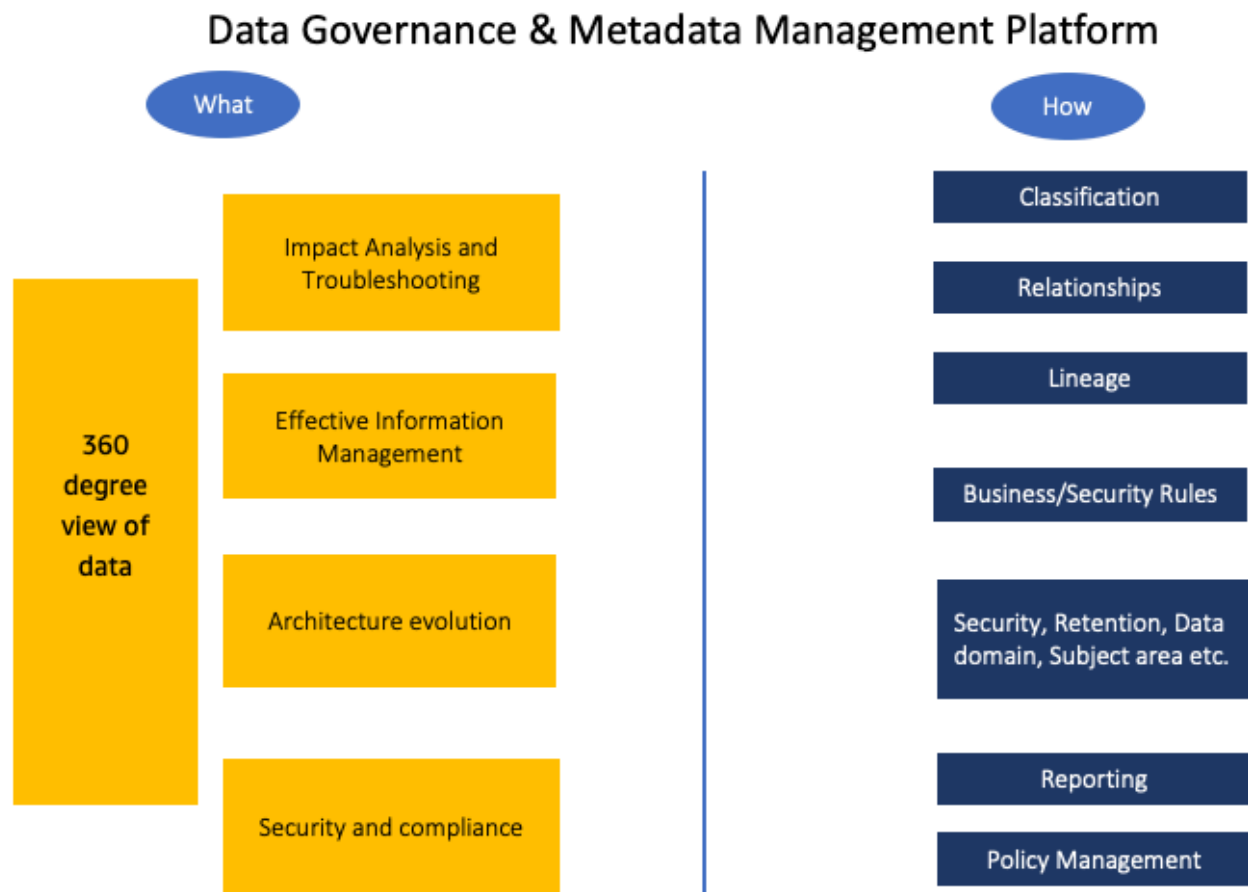 Data Governance & Metadata Management Platform
What
How
360
degree
view of
data
Impact Analysis and
Troubleshooting
Effective Information
Management
Architecture evolution
Security and compliance
Classification
Relationships
Lineage
Business/Security Rules
Security, Retention, Data
domain, Subject area etc.
Reporting
Policy Management